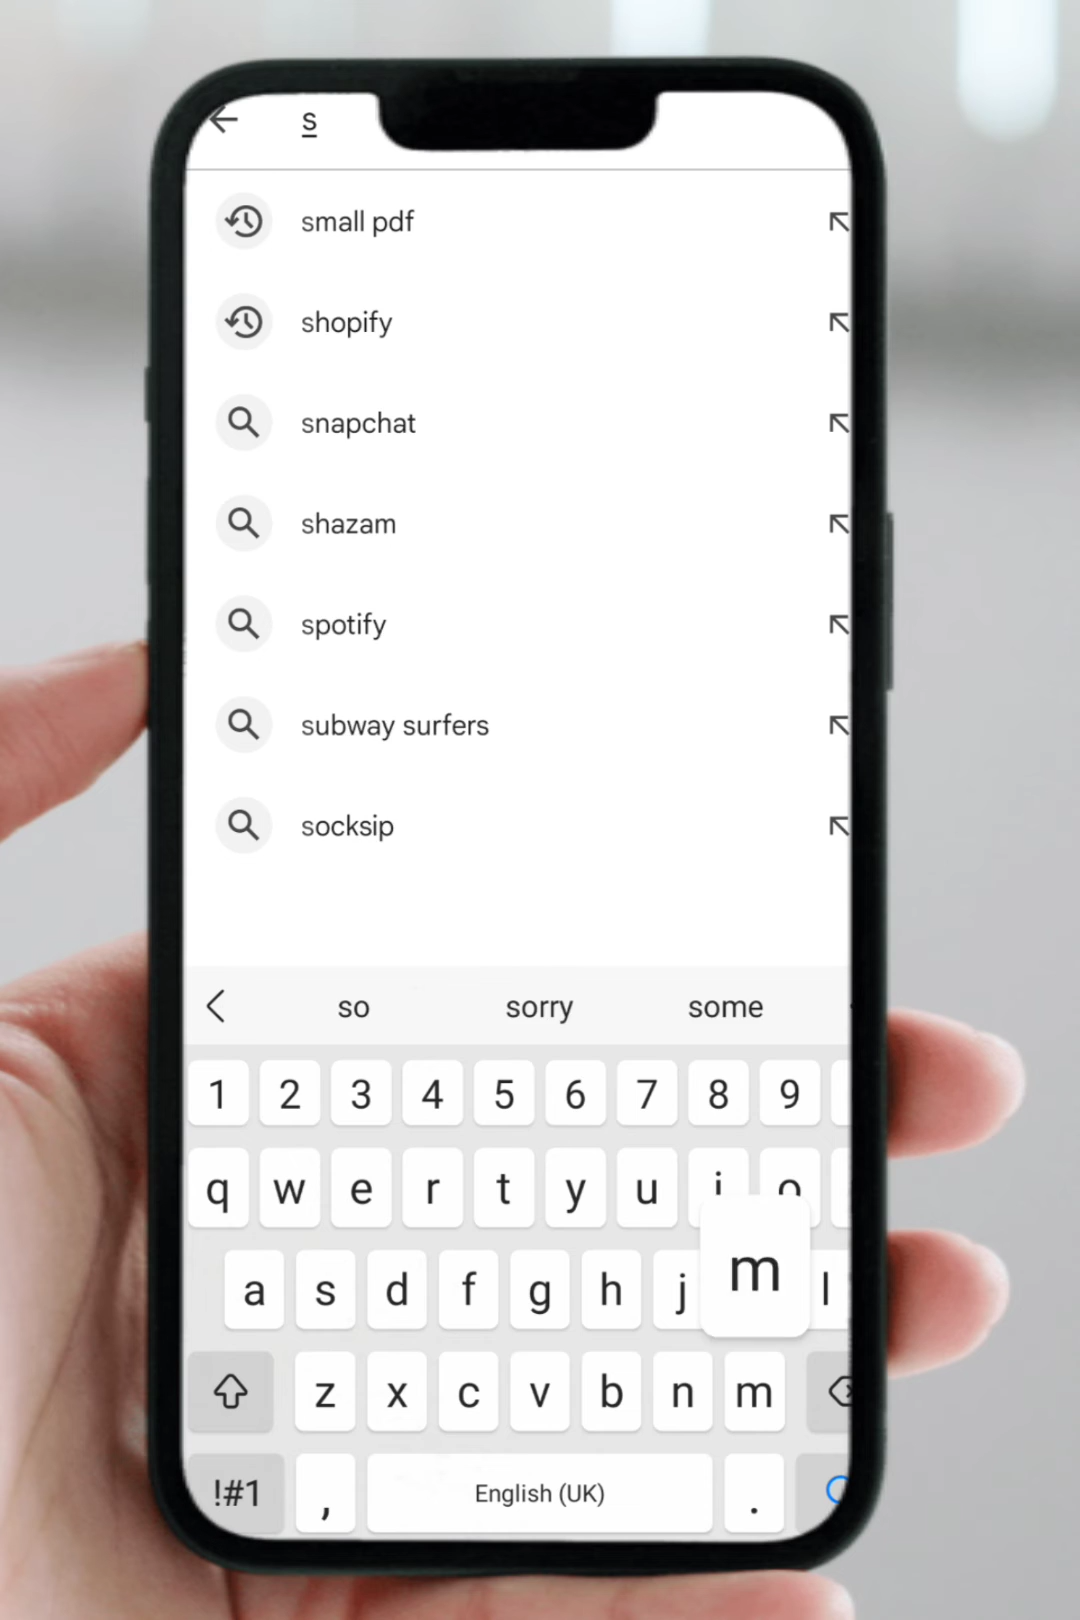 s
small pdf
shopify
snapchat
shazam
spotify
subway surfers
socksip
so sorry some
1 2 3 4 5 6 7 8 9
q w e r t y u i o
a s d f g h j m l
z x c v b n m
!#1 , English (UK) .